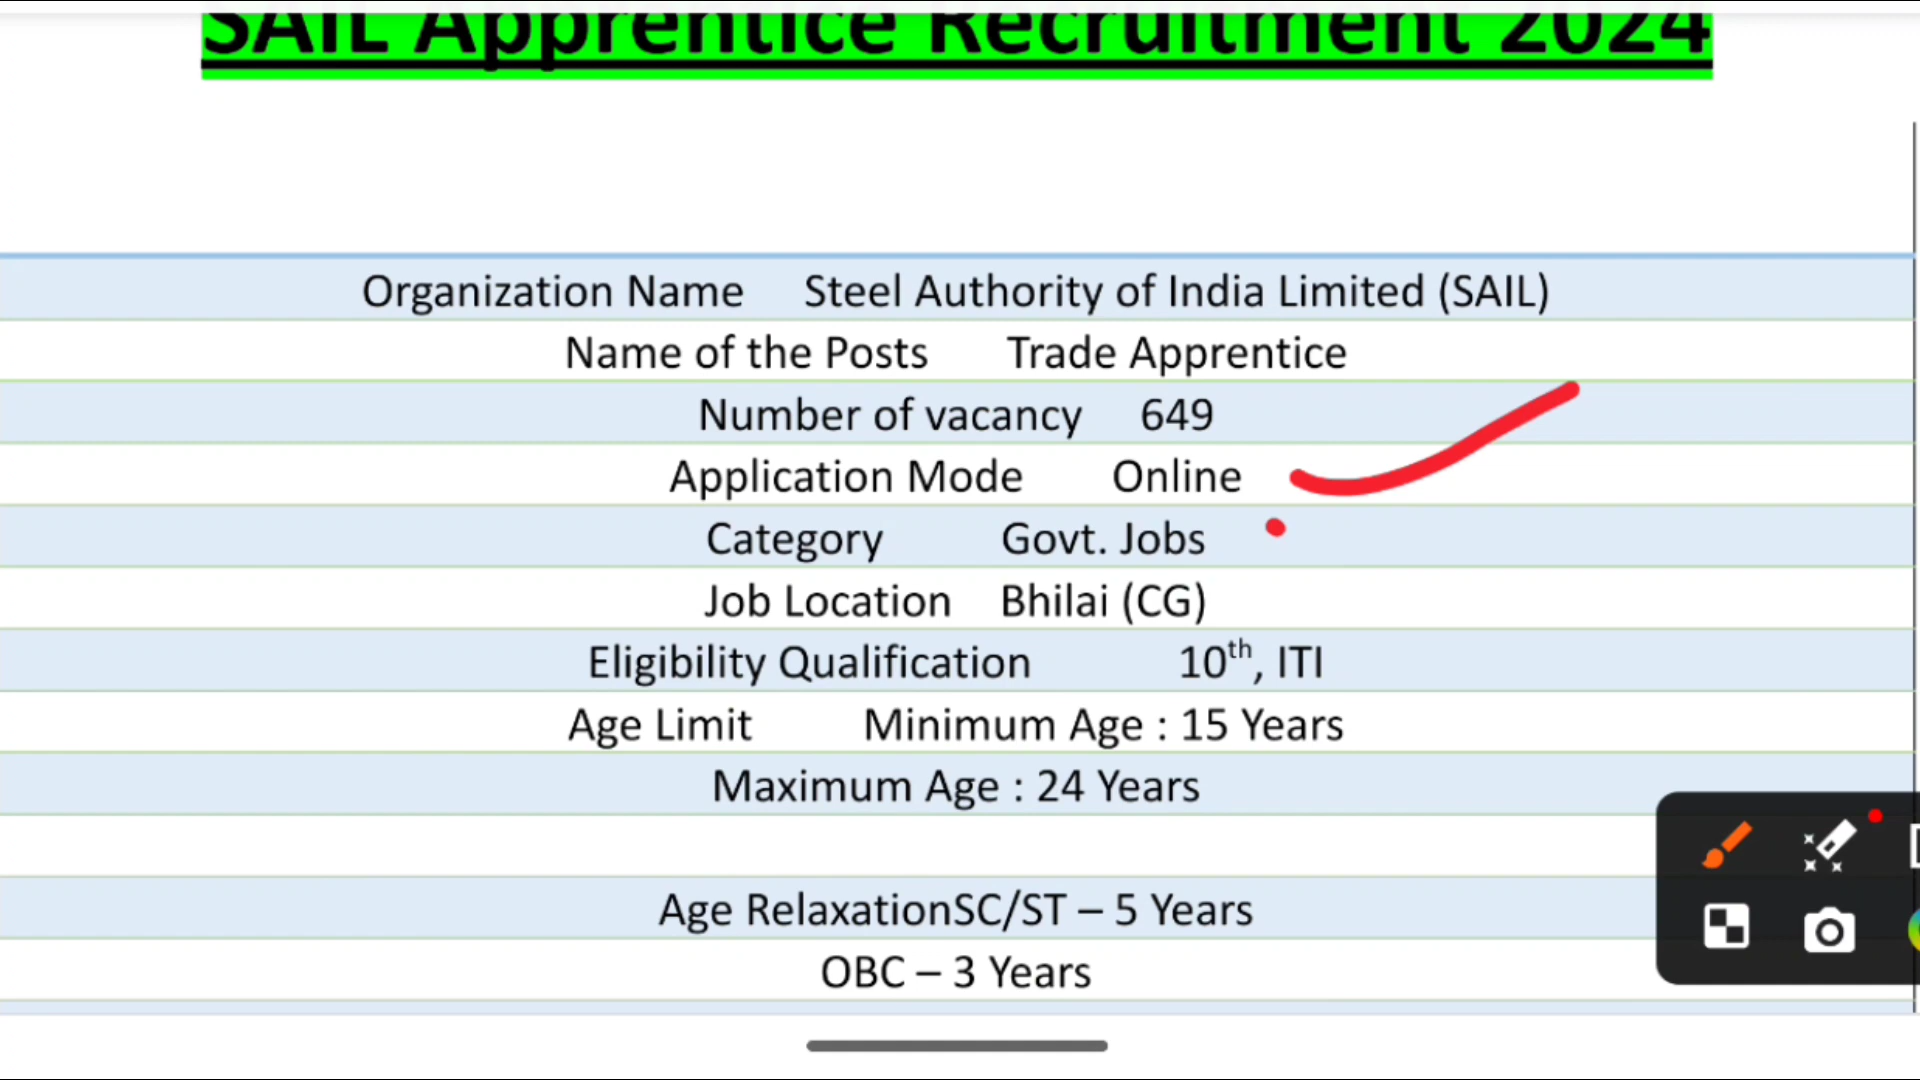 SAIL Apprentice Recruitment 2024
Organization Name Steel Authority of India Limited (SAIL)
Name of the Posts Trade Apprentice
Number of vacancy 649
Application Mode Online
Category Govt. Jobs
Job Location Bhilai (CG)
Eligibility Qualification 10th, ITI
Age Limit Minimum Age : 15 Years
Maximum Age : 24 Years
Age RelaxationSC/ST – 5 Years
OBC – 3 Years